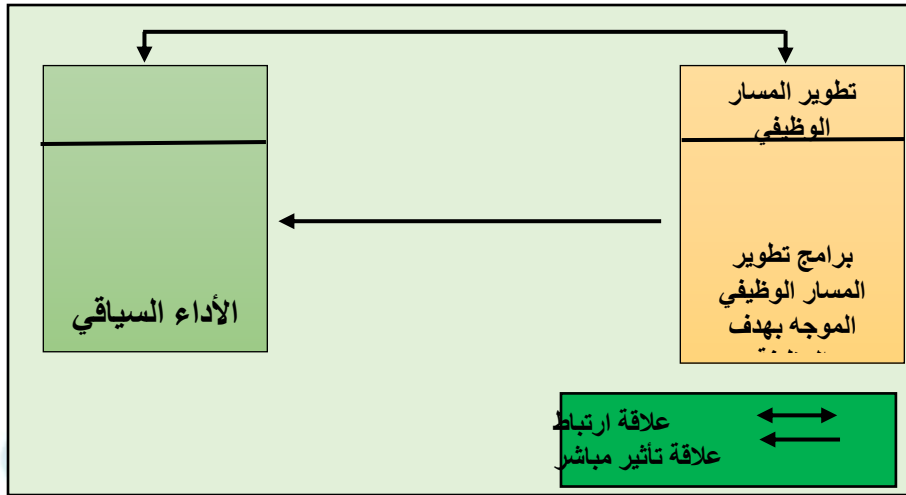 تطوير المسار
الوظيفي
برامج تطوير
المسار الوظيفي
الموجه بهدف
الأداء السياقي
علاقة ارتباط
علاقة تأثير مباشر